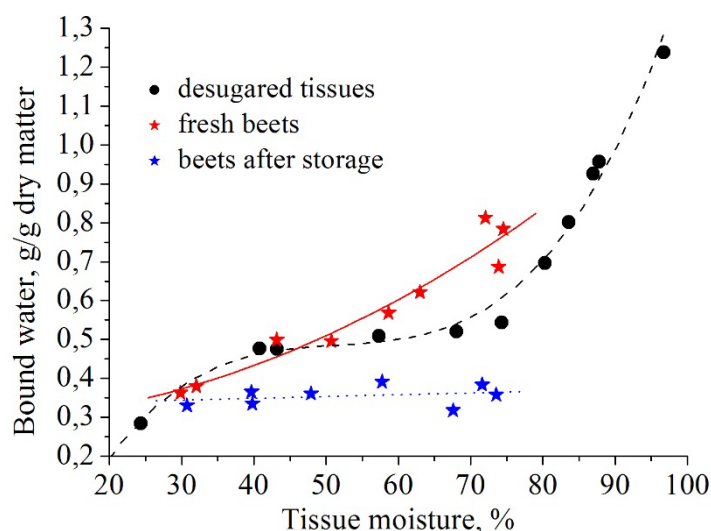 Bound water, g/g dry matter
1,3
1,2
1,1
1,0
0,9
0,8
0,7
0,6
0,5
0,4
0,3
0,2
desugared tissues
fresh beets
beets after storage
20 30 40 50 60 70 80 90 100
Tissue moisture, %